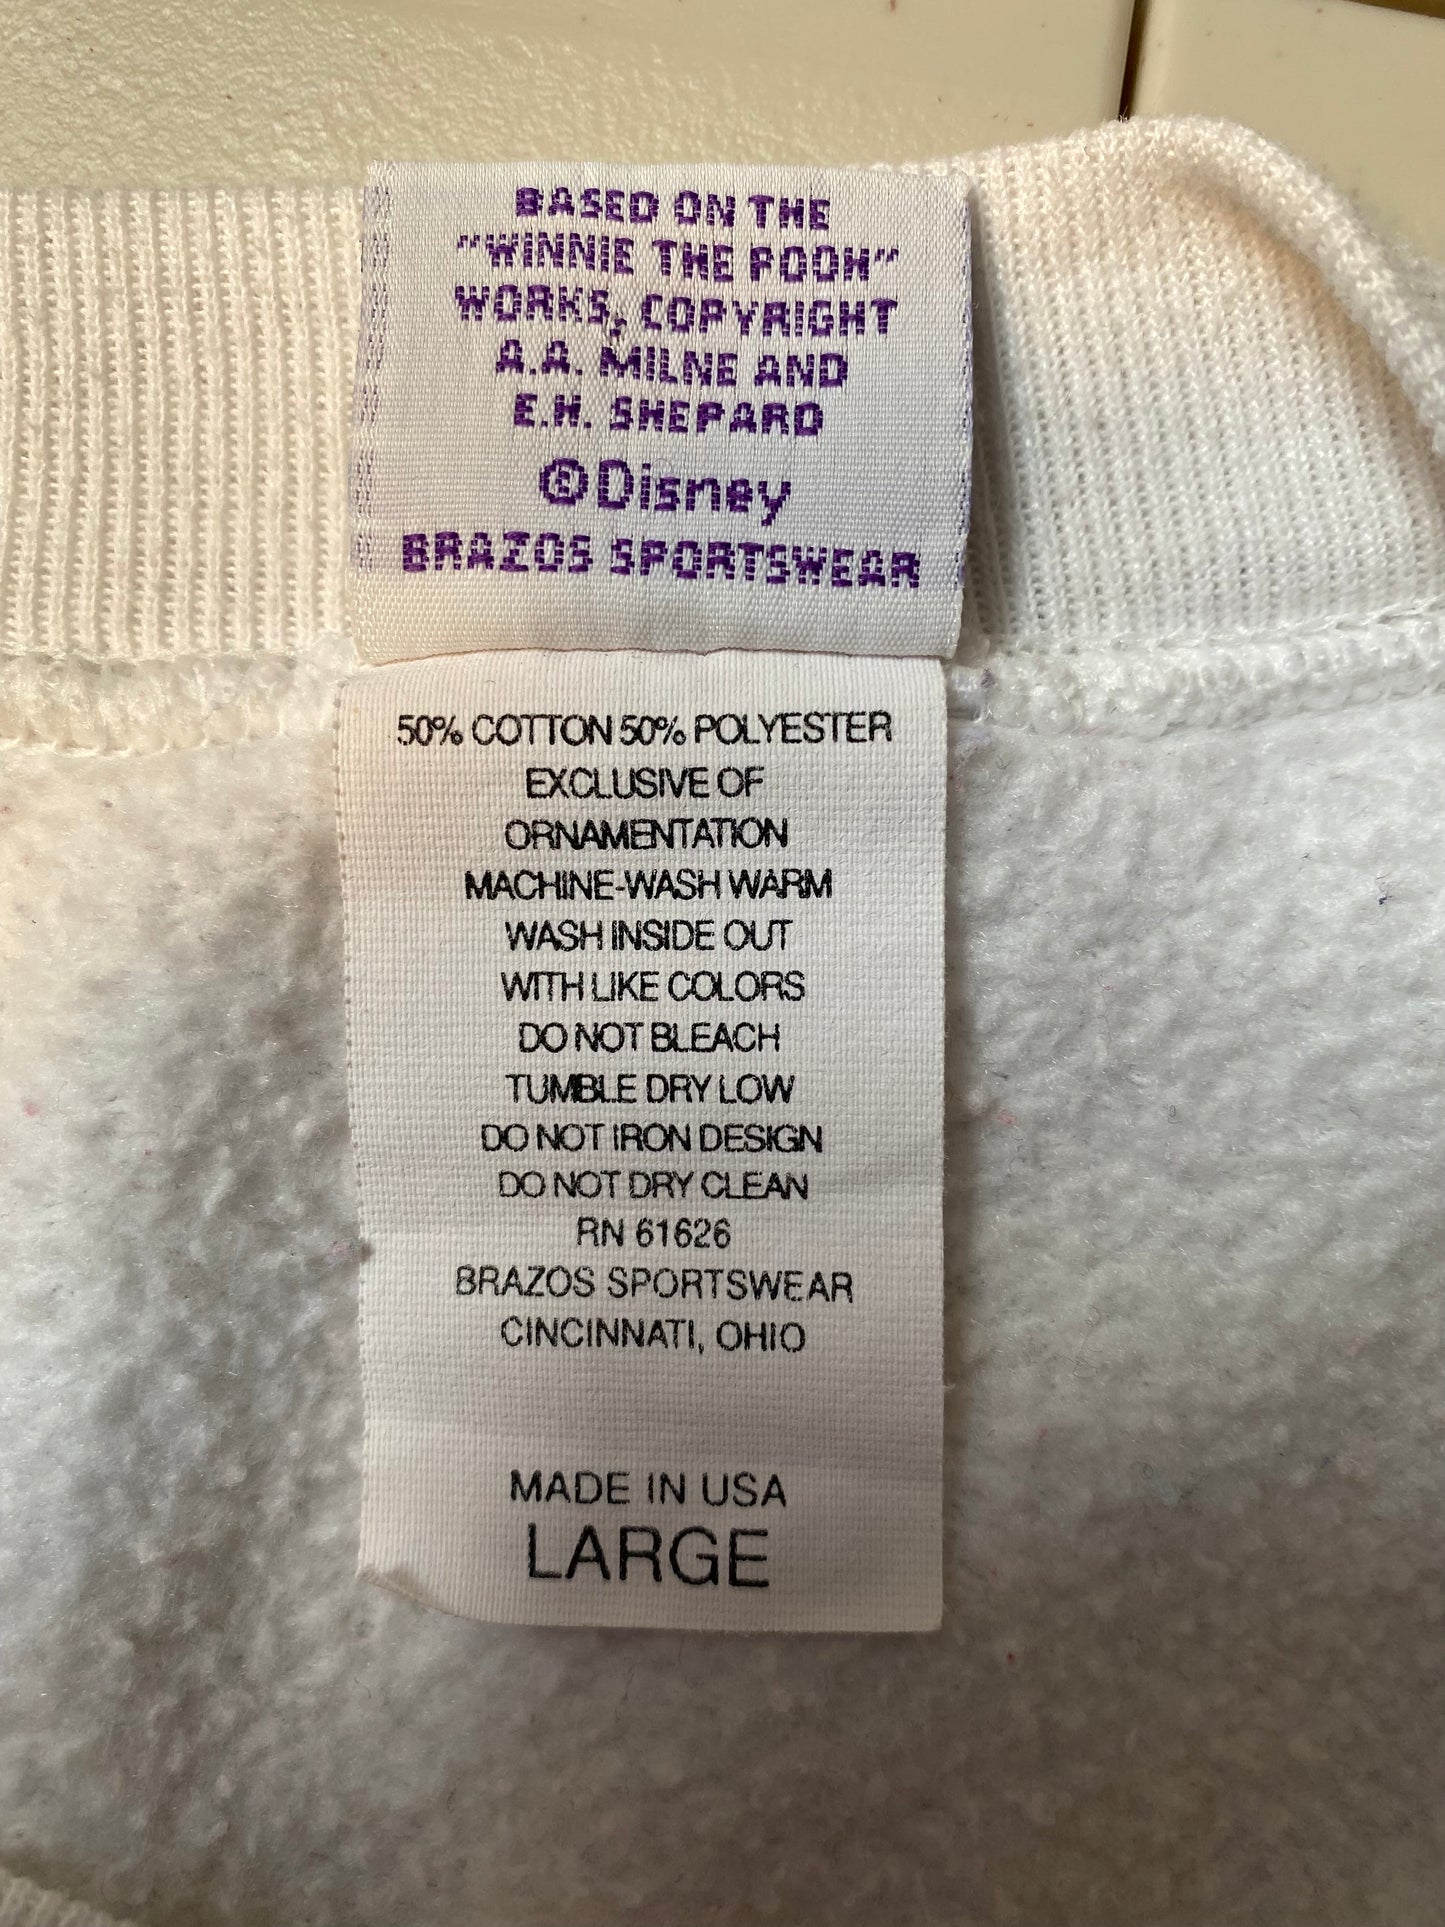 BASED ON THE
"WINNIE THE POOH"
WORKS, COPYRIGHT
A.A. MILNE AND
E.H. SHEPARD
©Disney
BRAZOS SPORTSWEAR
50% COTTON 50% POLYESTER
EXCLUSIVE OF
ORNAMENTATION
MACHINE-WASH WARM
WASH INSIDE OUT
WITH LIKE COLORS
DO NOT BLEACH
TUMBLE DRY LOW
DO NOT IRON DESIGN
DO NOT DRY CLEAN
RN 61626
BRAZOS SPORTSWEAR
CINCINNATI, OHIO
MADE IN USA
LARGE